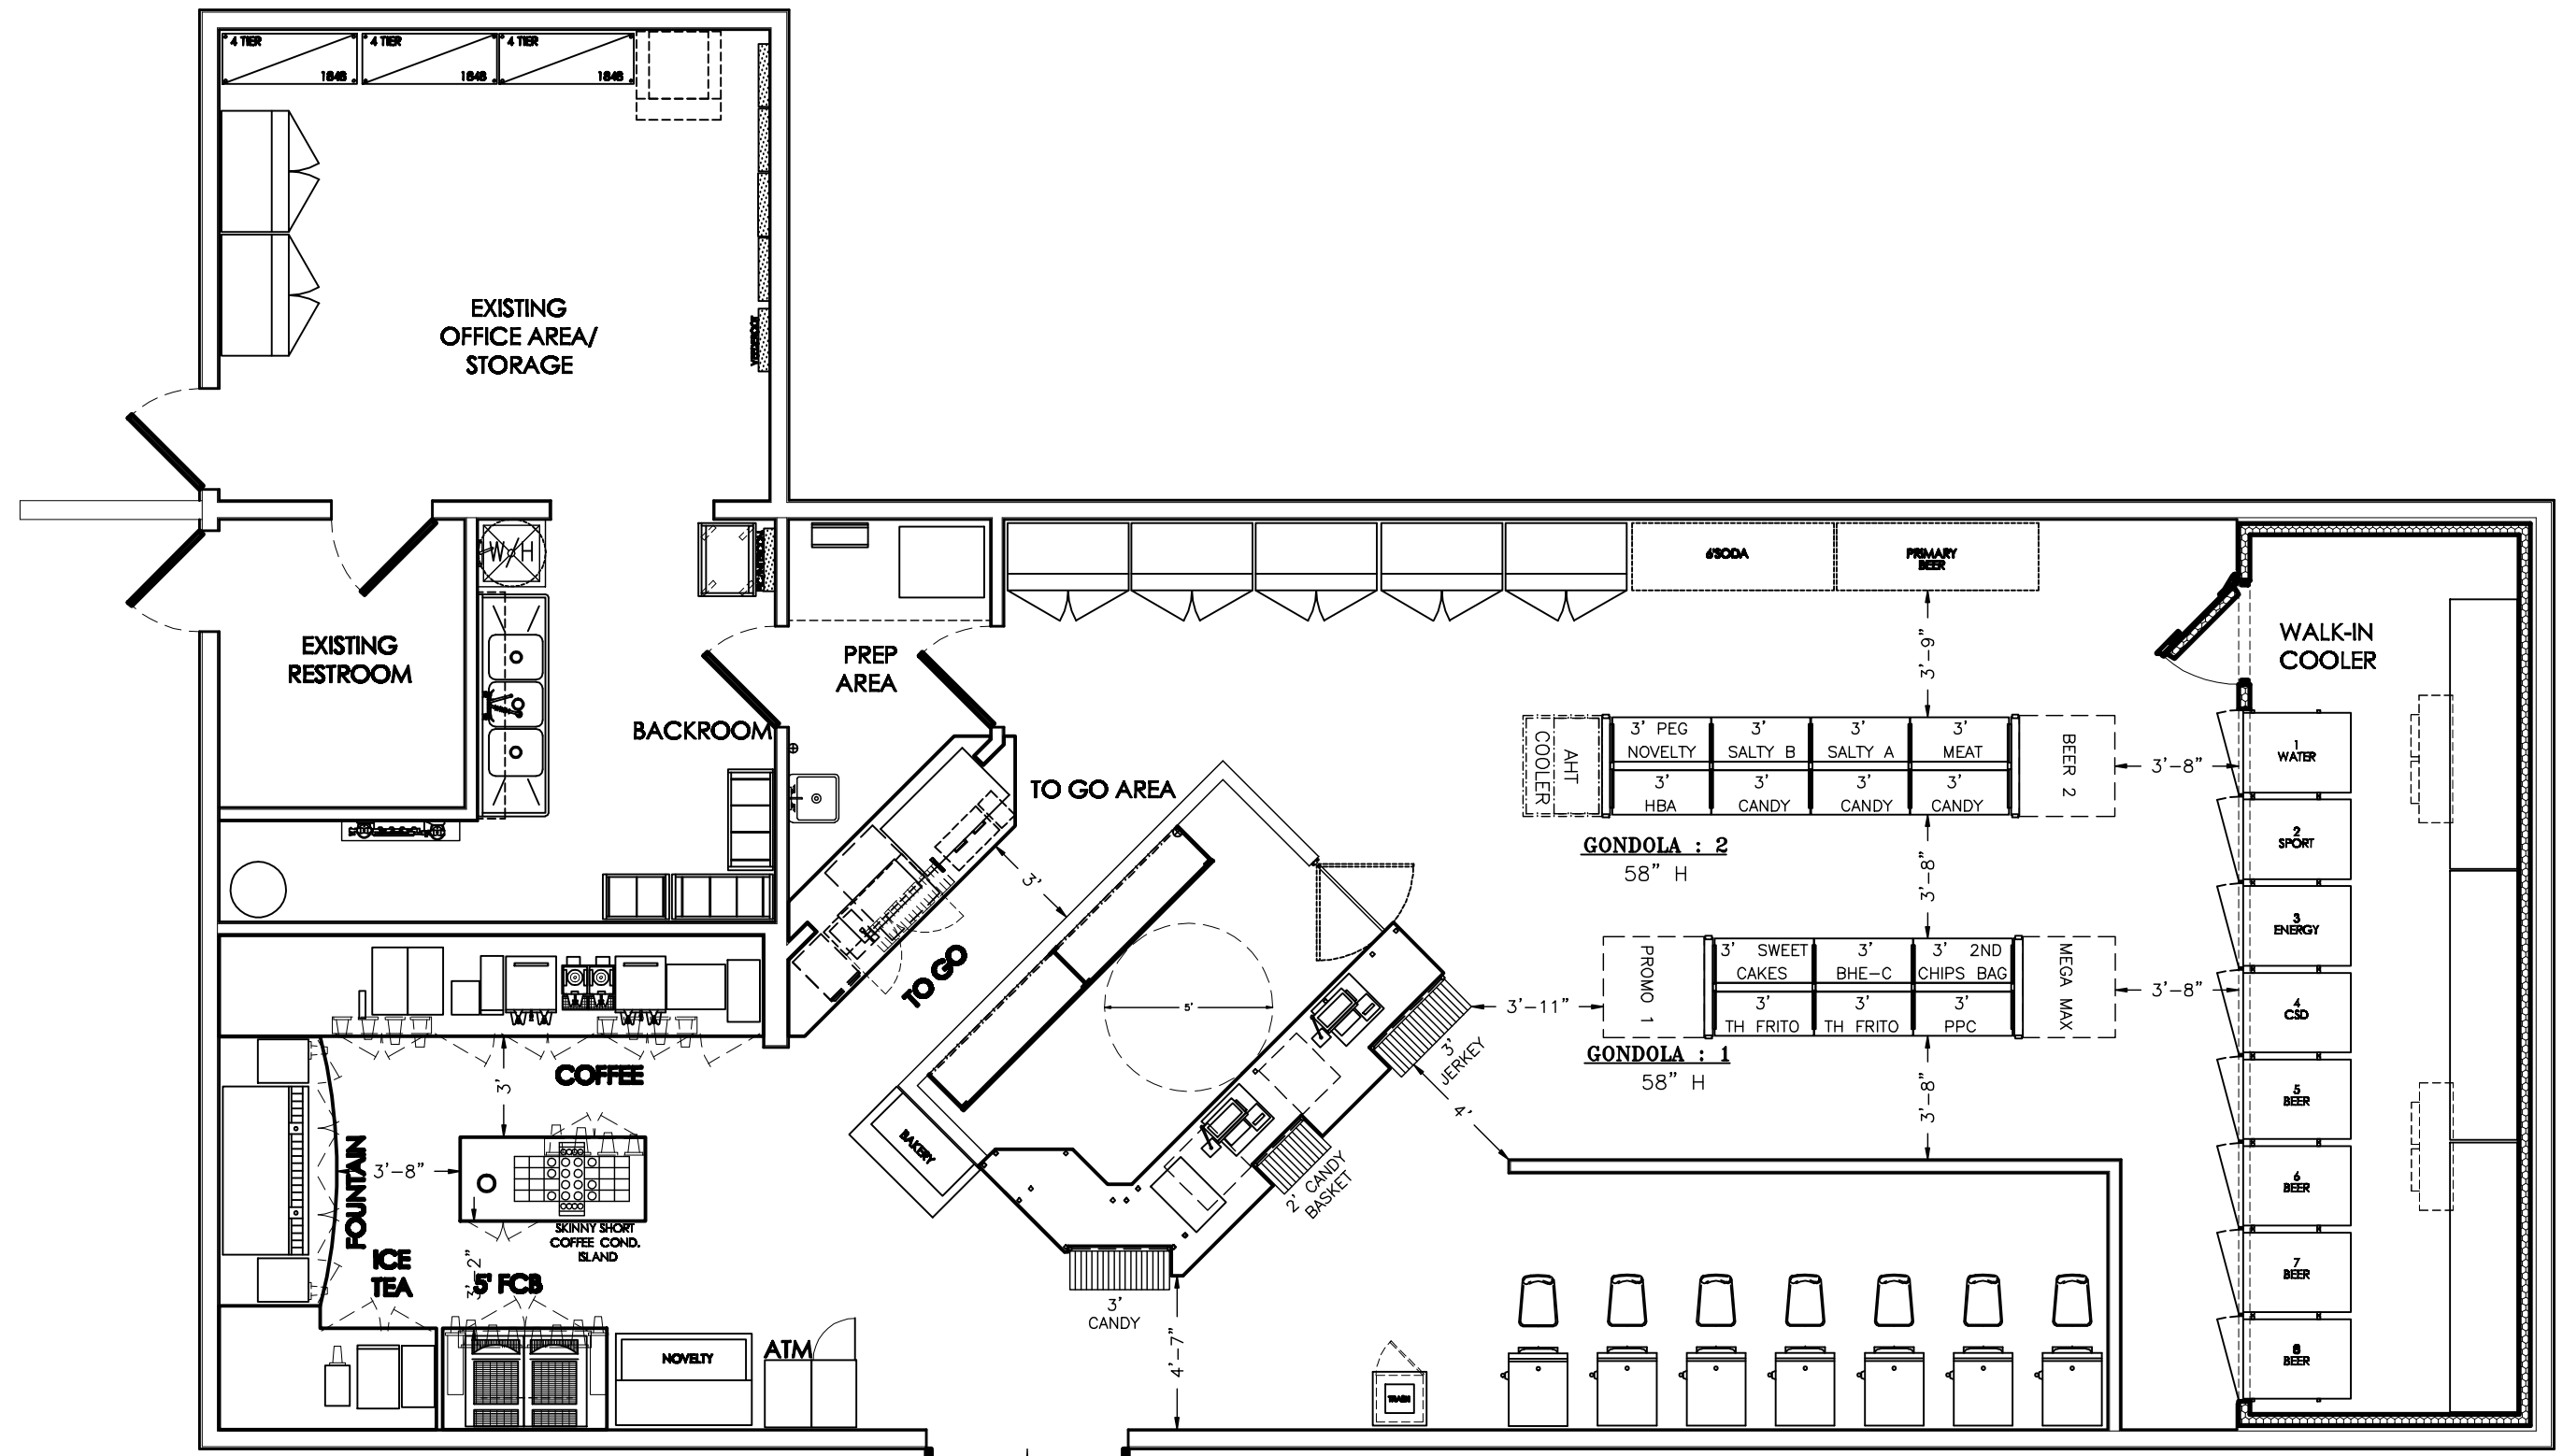 4 TIER
1848
4 TIER
1848
4 TIER
1848
EXISTING
OFFICE AREA/
STORAGE
W/H
EXISTING
RESTROOM
BACKROOM
PREP
AREA
TO GO AREA
TO GO
3'
6'SODA
PRIMARY
BEER
3'-9"
WALK-IN
COOLER
AHT
COOLER
3' PEG
NOVELTY
3'
SALTY B
3'
SALTY A
3'
MEAT
3'
HBA
3'
CANDY
3'
CANDY
3'
CANDY
BEER 2
3'-8"
GONDOLA : 2
58" H
3'-8"
PROMO 1
3' SWEET
CAKES
3'
BHE-C
3' 2ND
CHIPS BAG
3'
TH FRITO
3'
TH FRITO
3'
PPC
MEGA MAX
3'-8"
3'-11"
GONDOLA : 1
58" H
3'-8"
1
WATER
2
SPORT
3
ENERGY
4
CSD
5
BEER
6
BEER
7
BEER
8
BEER
5'
3'
JERKEY
4'
2' CANDY
BASKET
3'
CANDY
4'-7"
BAKERY
COFFEE
3'
FOUNTAIN
3'-8"
SKINNY SHORT
COFFEE COND.
ISLAND
ICE
TEA
3'-2"
5' FCB
NOVELTY
ATM
TRASH